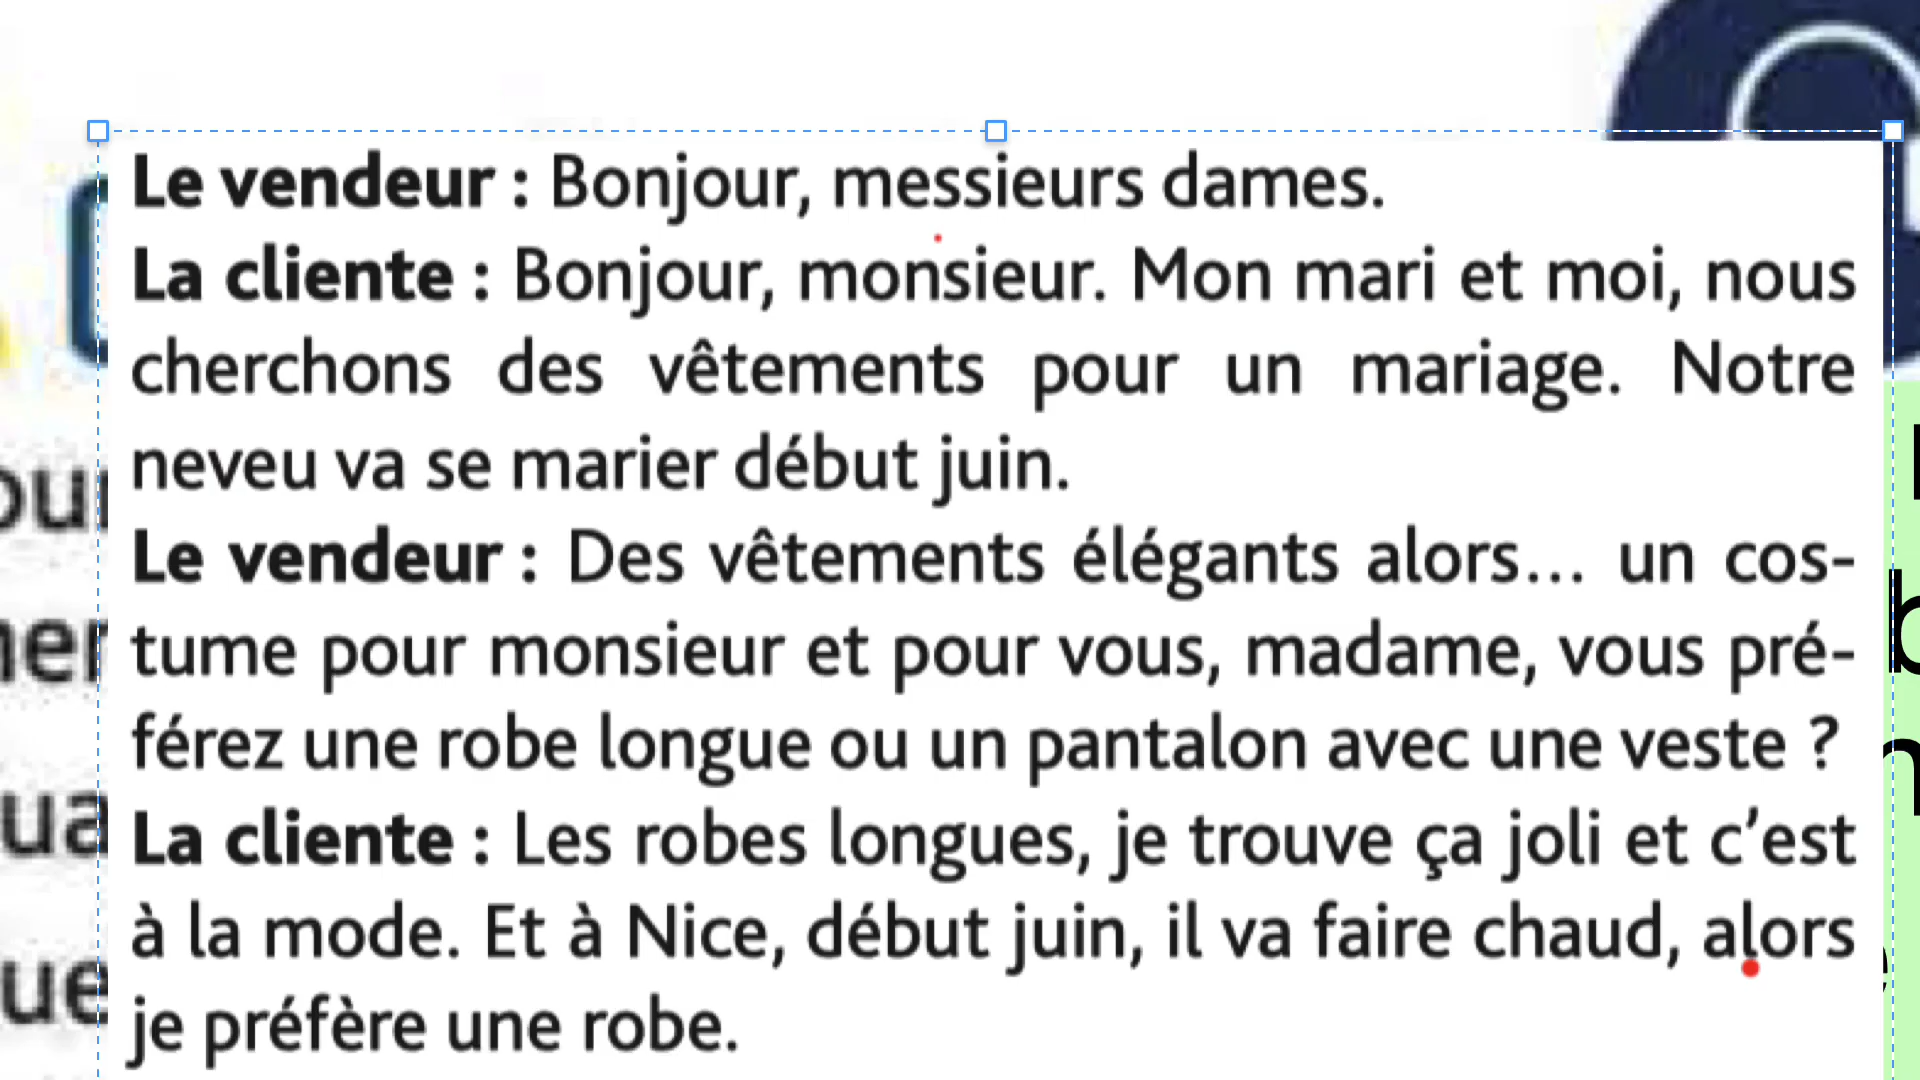 Le vendeur : Bonjour, messieurs dames.
La cliente : Bonjour, monsieur. Mon mari et moi, nous
cherchons des vêtements pour un mariage. Notre
neveu va se marier début juin.
Le vendeur : Des vêtements élégants alors… un cos-
tume pour monsieur et pour vous, madame, vous pré-
férez une robe longue ou un pantalon avec une veste ?
La cliente : Les robes longues, je trouve ça joli et c’est
à la mode. Et à Nice, début juin, il va faire chaud, alors
je préfère une robe.